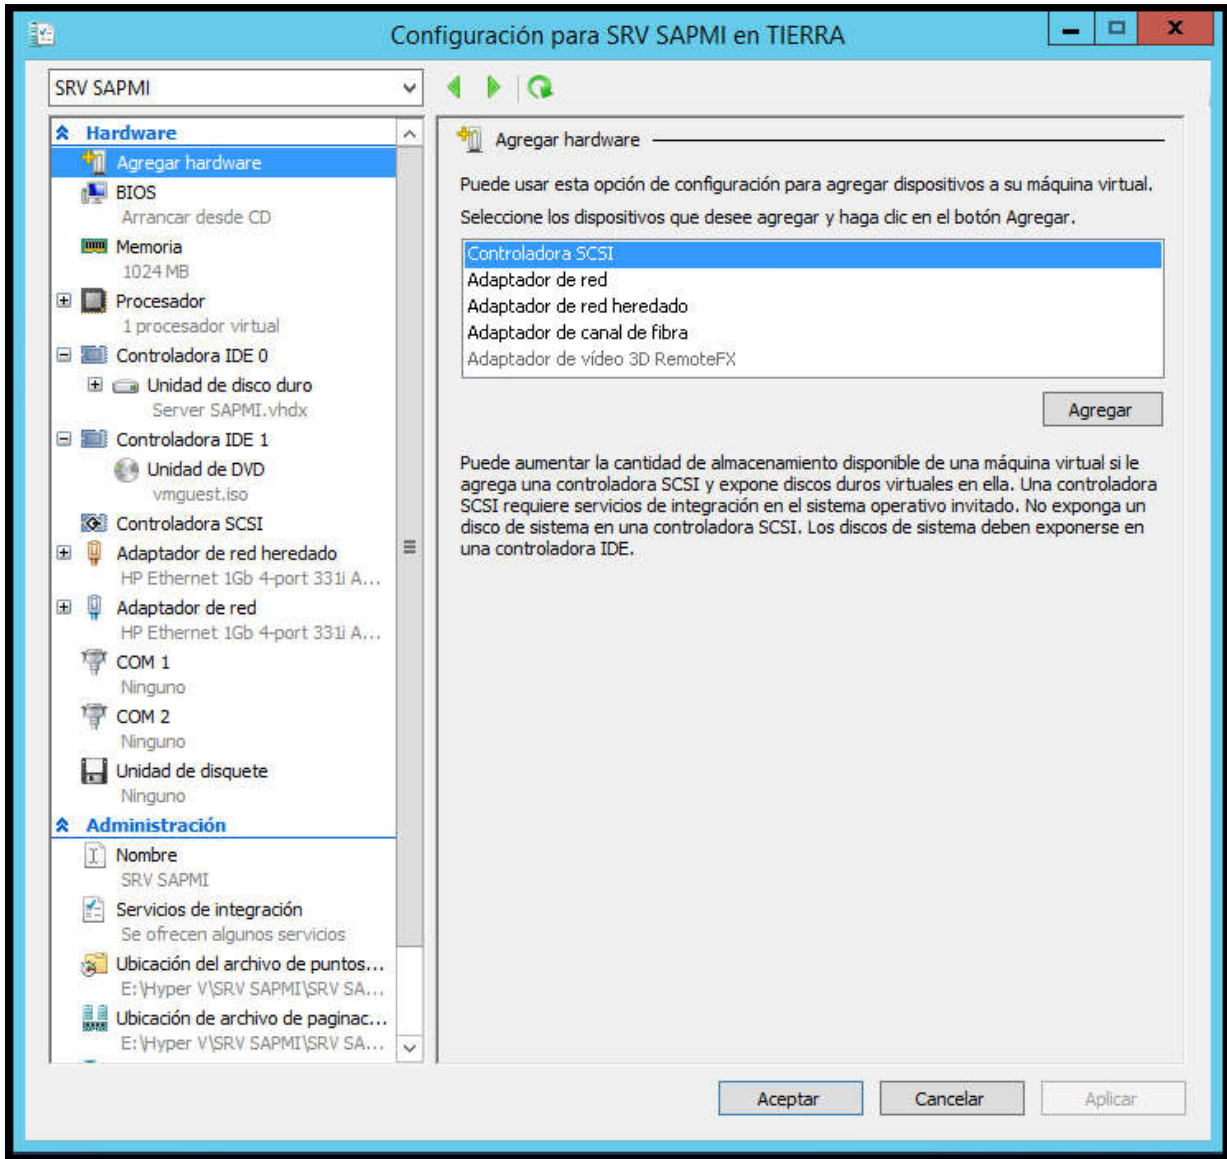 Configuración para SRV SAPMI en TIERRA
SRV SAPMI
Hardware
Agregar hardware
BIOS
Arrancar desde CD
Memoria
1024 MB
Procesador
1 procesador virtual
Controladora IDE 0
Unidad de disco duro
Server SAPMI.vhdx
Controladora IDE 1
Unidad de DVD
vmguest.iso
Controladora SCSI
Adaptador de red heredado
HP Ethernet 1Gb 4-port 331i A...
Adaptador de red
HP Ethernet 1Gb 4-port 331i A...
COM 1
Ninguno
COM 2
Ninguno
Unidad de disquete
Ninguno
Administración
Nombre
SRV SAPMI
Servicios de integración
Se ofrecen algunos servicios
Ubicación del archivo de puntos...
E:\Hyper V\SRV SAPMI\SRV SA...
Ubicación de archivo de paginac...
E:\Hyper V\SRV SAPMI\SRV SA...
Agregar hardware
Puede usar esta opción de configuración para agregar dispositivos a su máquina virtual.
Seleccione los dispositivos que desee agregar y haga clic en el botón Agregar.
Controladora SCSI
Adaptador de red
Adaptador de red heredado
Adaptador de canal de fibra
Adaptador de vídeo 3D RemoteFX
Agregar
Puede aumentar la cantidad de almacenamiento disponible de una máquina virtual si le
agrega una controladora SCSI y expone discos duros virtuales en ella. Una controladora
SCSI requiere servicios de integración en el sistema operativo invitado. No exponga un
disco de sistema en una controladora SCSI. Los discos de sistema deben exponerse en
una controladora IDE.
Aceptar
Cancelar
Aplicar